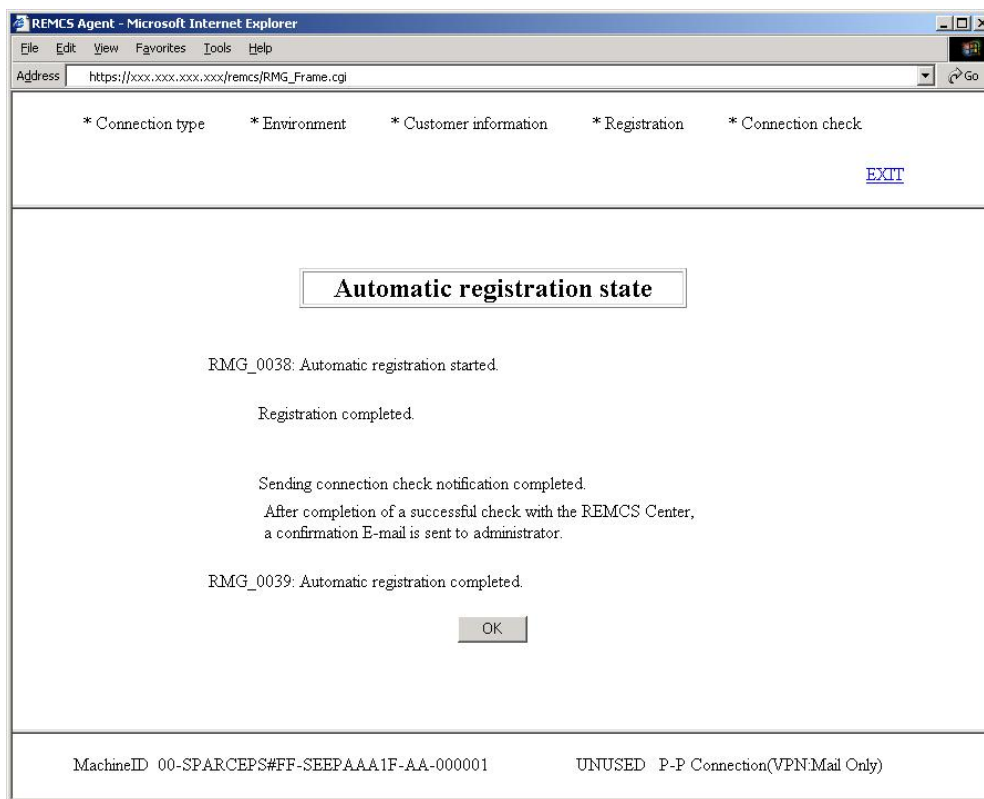 REMCS Agent - Microsoft Internet Explorer
File Edit View Favorites Tools Help
Address https://xxx.xxx.xxx.xxx/remcs/RMG_Frame.cgi Go
* Connection type * Environment * Customer information * Registration * Connection check
EXIT
Automatic registration state
RMG_0038: Automatic registration started.
Registration completed.
Sending connection check notification completed.
After completion of a successful check with the REMCS Center,
a confirmation E-mail is sent to administrator.
RMG_0039: Automatic registration completed.
OK
MachineID 00-SPARCEPS#FF-SEEPAAA1F-AA-000001 UNUSED P-P Connection(VPN:Mail Only)